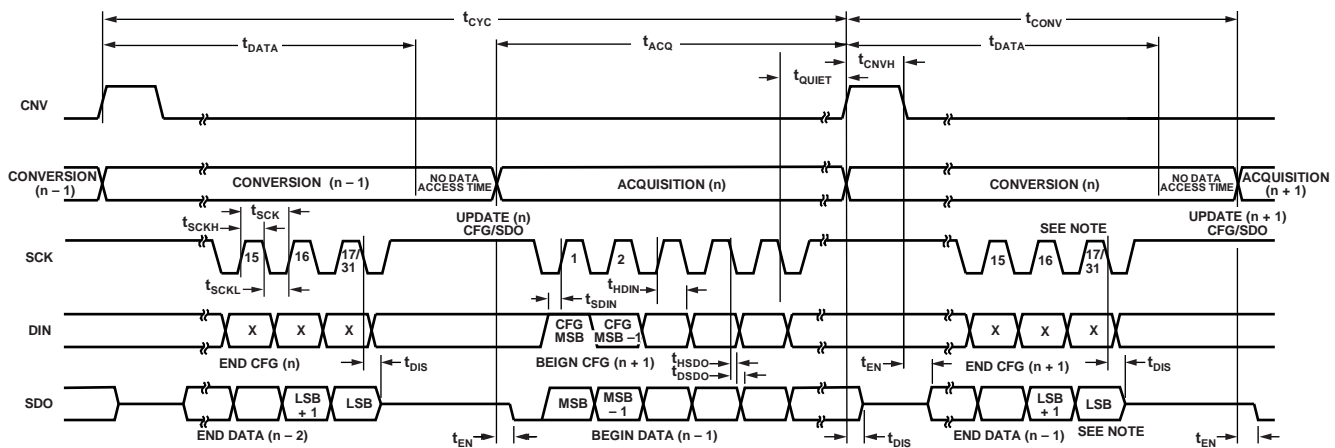 tCYC
tCONV
tDATA
tACQ
tDATA
tCNVH
tQUIET
CNV
CONVERSION
(n – 1)
CONVERSION (n – 1)
NO DATA
ACCESS TIME
ACQUISITION (n)
CONVERSION (n)
NO DATA
ACCESS TIME
ACQUISITION
(n + 1)
tSCK
tSCKH
UPDATE (n)
CFG/SDO
SEE NOTE
UPDATE (n + 1)
CFG/SDO
SCK
15
16
17/
31
1
2
15
16
17/
31
tSCKL
tHDIN
tSDIN
DIN
X
X
X
CFG
MSB
CFG
MSB –1
X
X
X
END CFG (n)
tDIS
BEIGN CFG (n + 1)
tHSDO
tDSDO
tEN
END CFG (n + 1)
tDIS
SDO
LSB
+ 1
LSB
MSB
MSB
–1
LSB
+ 1
LSB
END DATA (n – 2)
tEN
BEGIN DATA (n – 1)
tDIS
END DATA (n – 1)
SEE NOTE
tEN